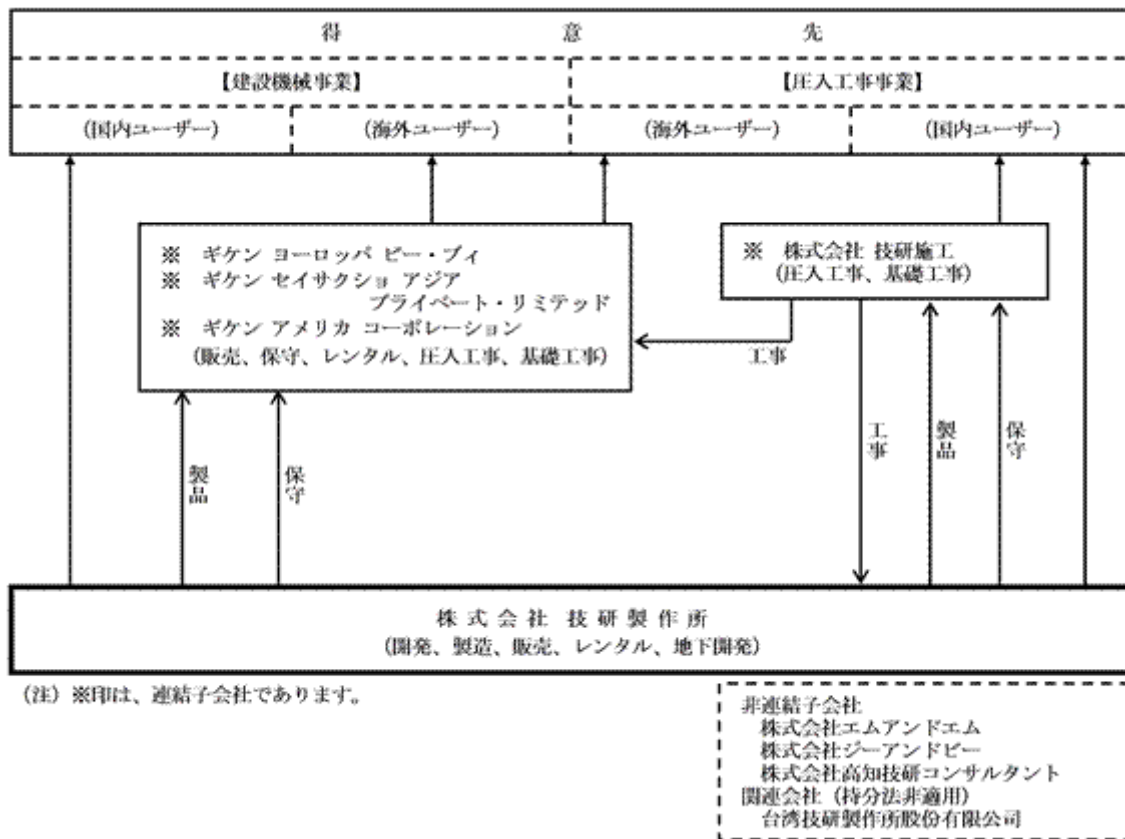 得意先
【建設機械事業】
【圧入工事事業】
(国内ユーザー)
(海外ユーザー)
(海外ユーザー)
(国内ユーザー)
※ ギケン ヨーロッパ ビー・ブィ
※ ギケン セイサクショ アジア
プライベート・リミテッド
※ ギケン アメリカ コーポレーション
(販売、保守、レンタル、圧入工事、基礎工事)
※ 株式会社 技研施工
(圧入工事、基礎工事)
工事
製品
保守
工事
製品
保守
株式会社 技研製作所
(開発、製造、販売、レンタル、地下開発)
(注) ※印は、連結子会社であります。
非連結子会社
株式会社エムアンドエム
株式会社ジーアンドビー
株式会社高知技研コンサルタント
関連会社 (持分法非適用)
台湾技研製作所股份有限公司